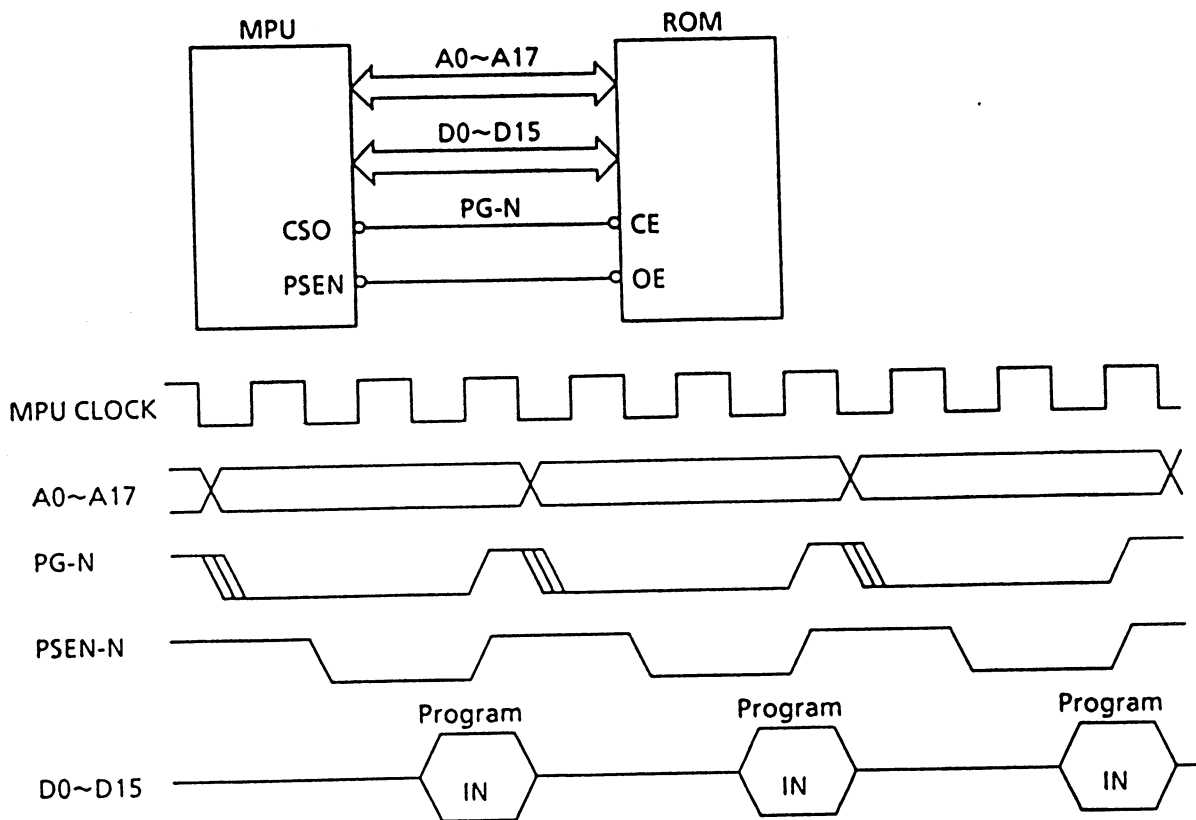 MPU
ROM
A0~A17
D0~D15
PG-N
CSO
CE
PSEN
OE
MPU CLOCK
A0~A17
PG-N
PSEN-N
Program
Program
Program
D0~D15
IN
IN
IN